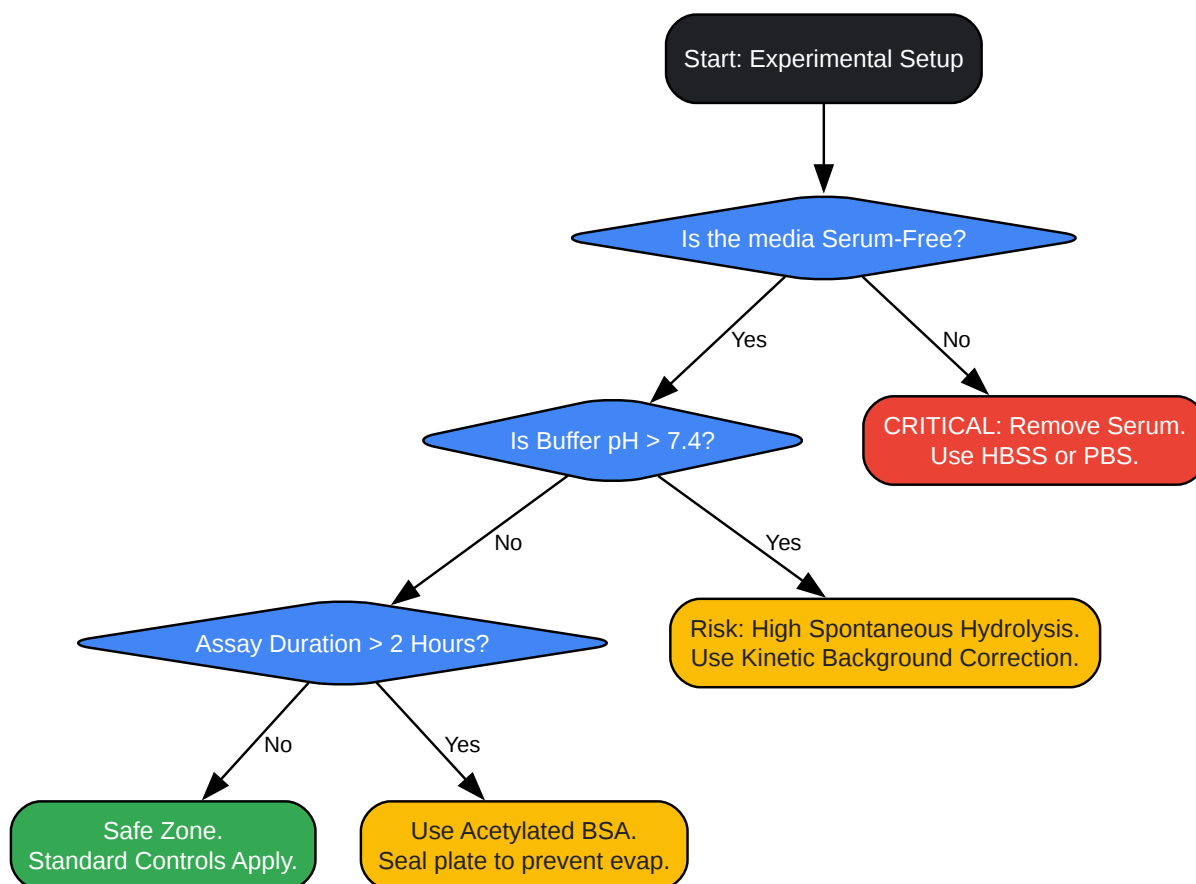 Start: Experimental Setup
Is the media Serum-Free?
Yes
No
CRITICAL: Remove Serum.
Use HBSS or PBS.
Is Buffer pH > 7.4?
No
Yes
Risk: High Spontaneous Hydrolysis.
Use Kinetic Background Correction.
Assay Duration > 2 Hours?
No
Yes
Safe Zone.
Standard Controls Apply.
Use Acetylated BSA.
Seal plate to prevent evap.